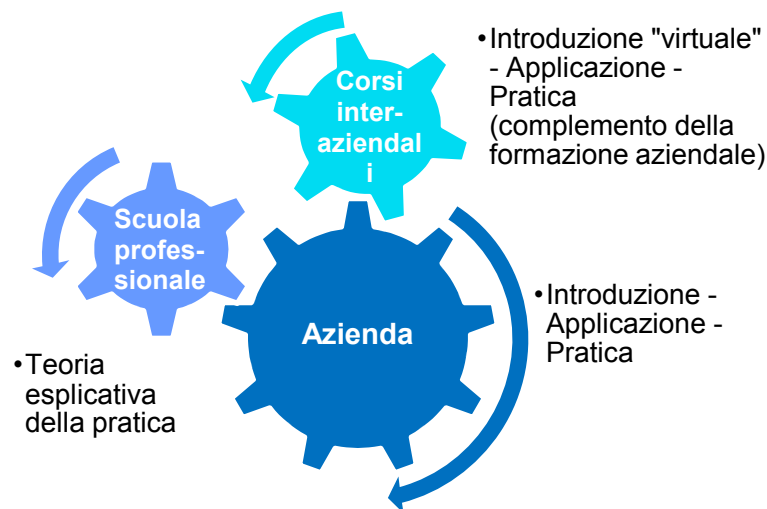 Corsi
inter-
aziendal
i
•Introduzione "virtuale"
- Applicazione -
Pratica
(complemento della
formazione aziendale)
Scuola
profes-
sionale
•Teoria
esplicativa
della pratica
Azienda
•Introduzione -
Applicazione -
Pratica